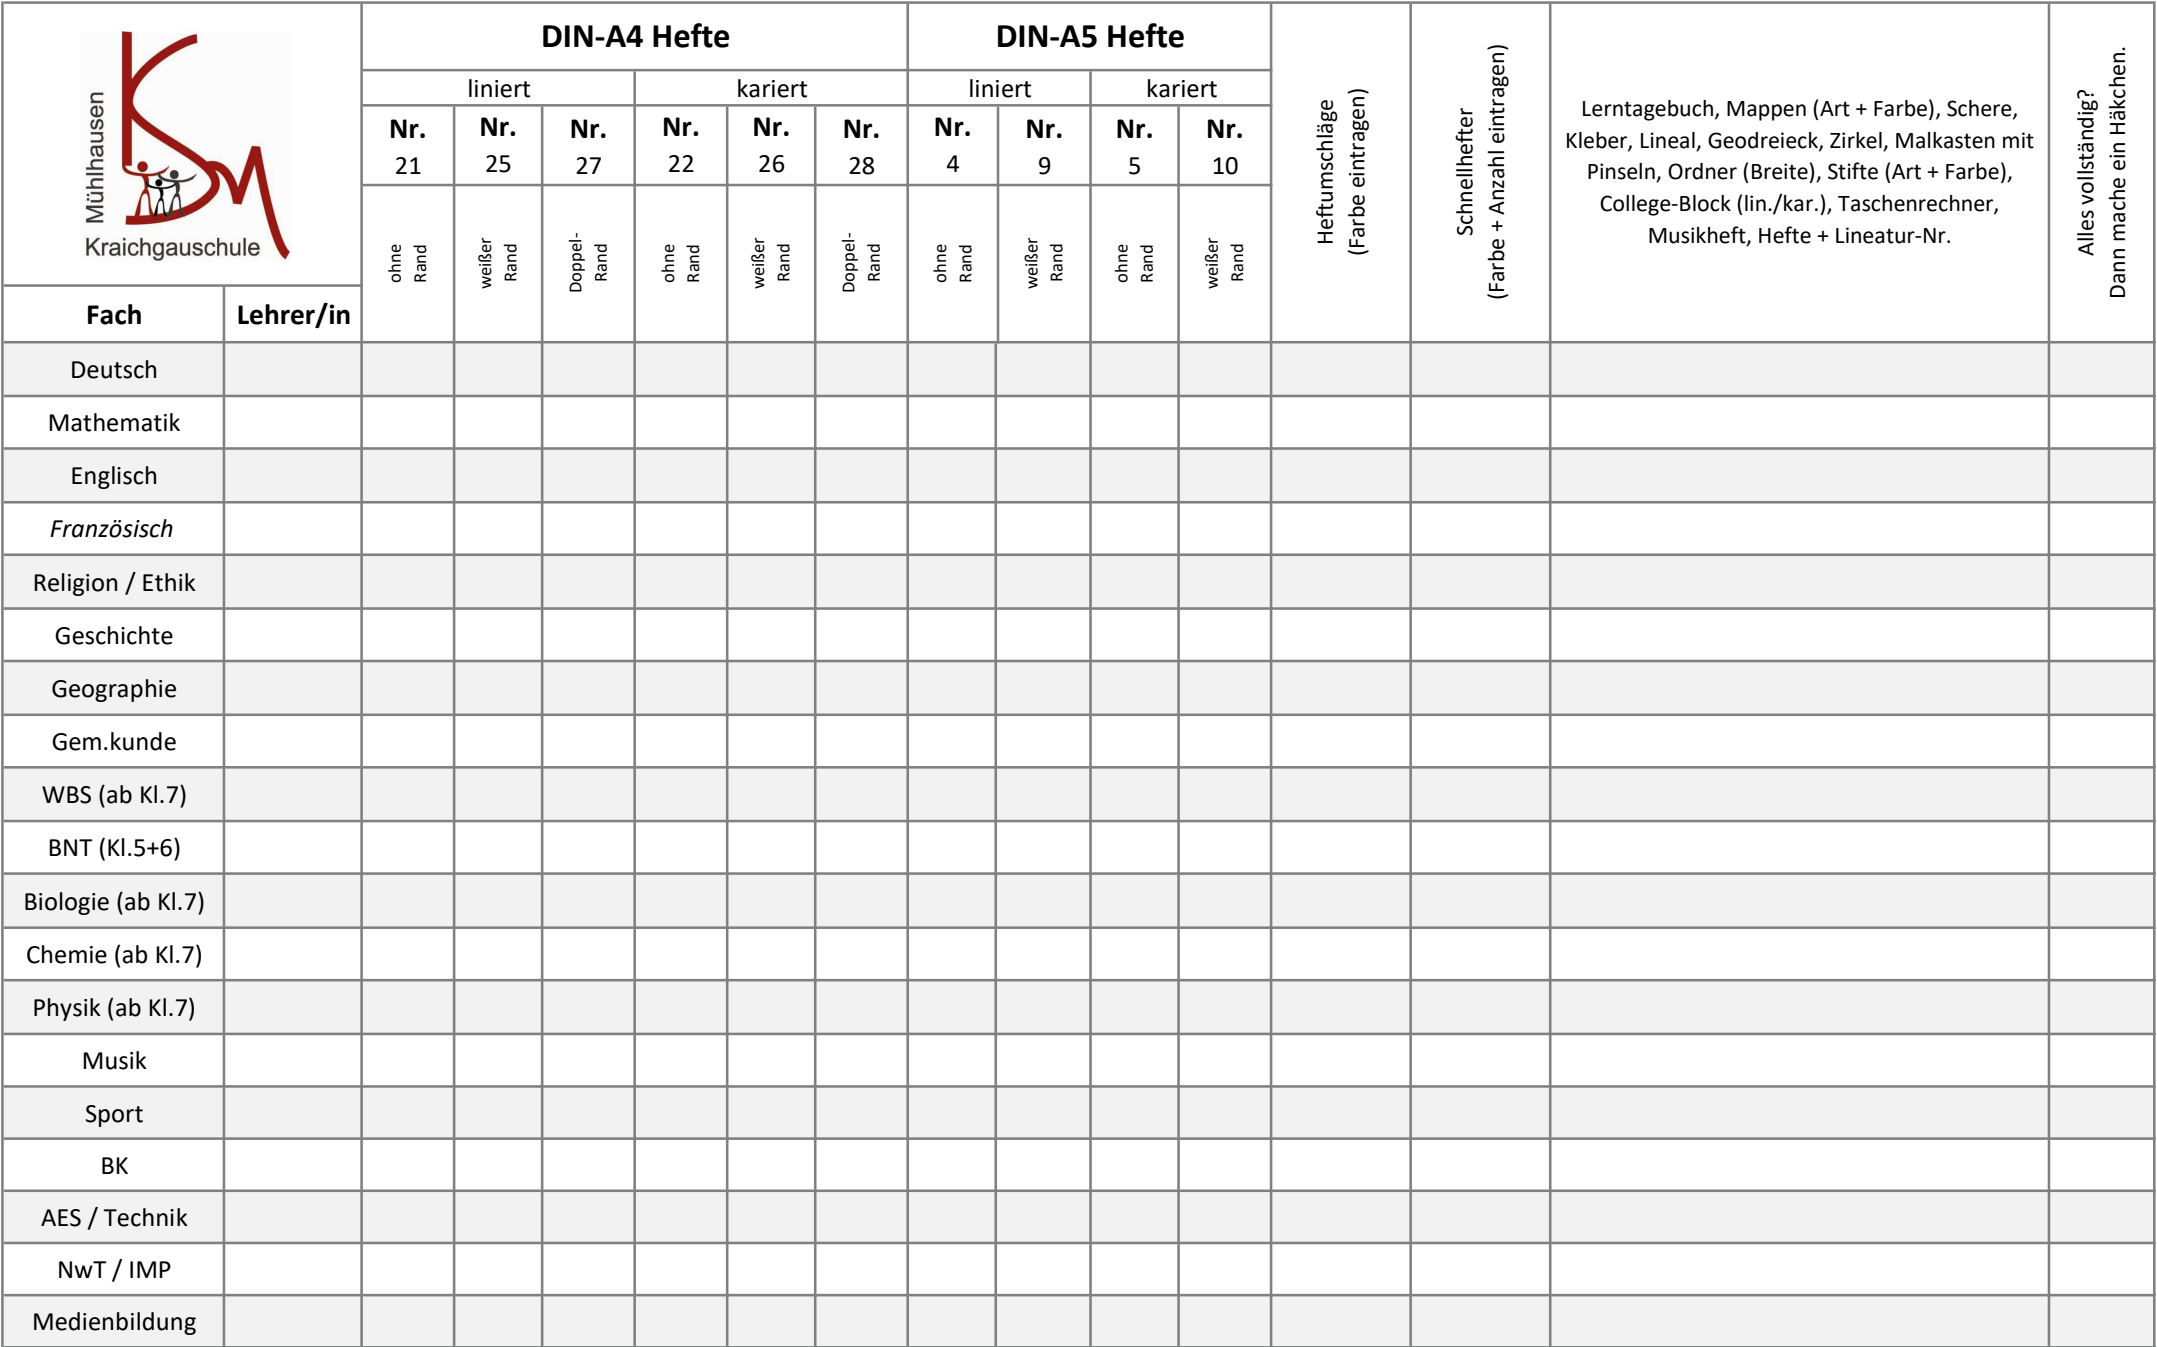 Mühlhausen
Kraichgauschule
DIN-A4 Hefte
DIN-A5 Hefte
liniert
kariert
liniert
kariert
Nr.
21
Nr.
25
Nr.
27
Nr.
22
Nr.
26
Nr.
28
Nr.
4
Nr.
9
Nr.
5
Nr.
10
ohne
Rand
weißer
Rand
Doppel-
Rand
ohne
Rand
weißer
Rand
Doppel-
Rand
ohne
Rand
weißer
Rand
ohne
Rand
weißer
Rand
Heftumschläge
(Farbe eintragen)
Schnellhefter
(Farbe + Anzahl eintragen)
Lerntagebuch, Mappen (Art + Farbe), Schere,
Kleber, Lineal, Geodreieck, Zirkel, Malkasten mit
Pinseln, Ordner (Breite), Stifte (Art + Farbe),
College-Block (lin./kar.), Taschenrechner,
Musikheft, Hefte + Lineatur-Nr.
Alles vollständig?
Dann mache ein Häkchen.
Fach
Lehrer/in
Deutsch
Mathematik
Englisch
Französisch
Religion / Ethik
Geschichte
Geographie
Gem.kunde
WBS (ab Kl.7)
BNT (Kl.5+6)
Biologie (ab Kl.7)
Chemie (ab Kl.7)
Physik (ab Kl.7)
Musik
Sport
BK
AES / Technik
NwT / IMP
Medienbildung